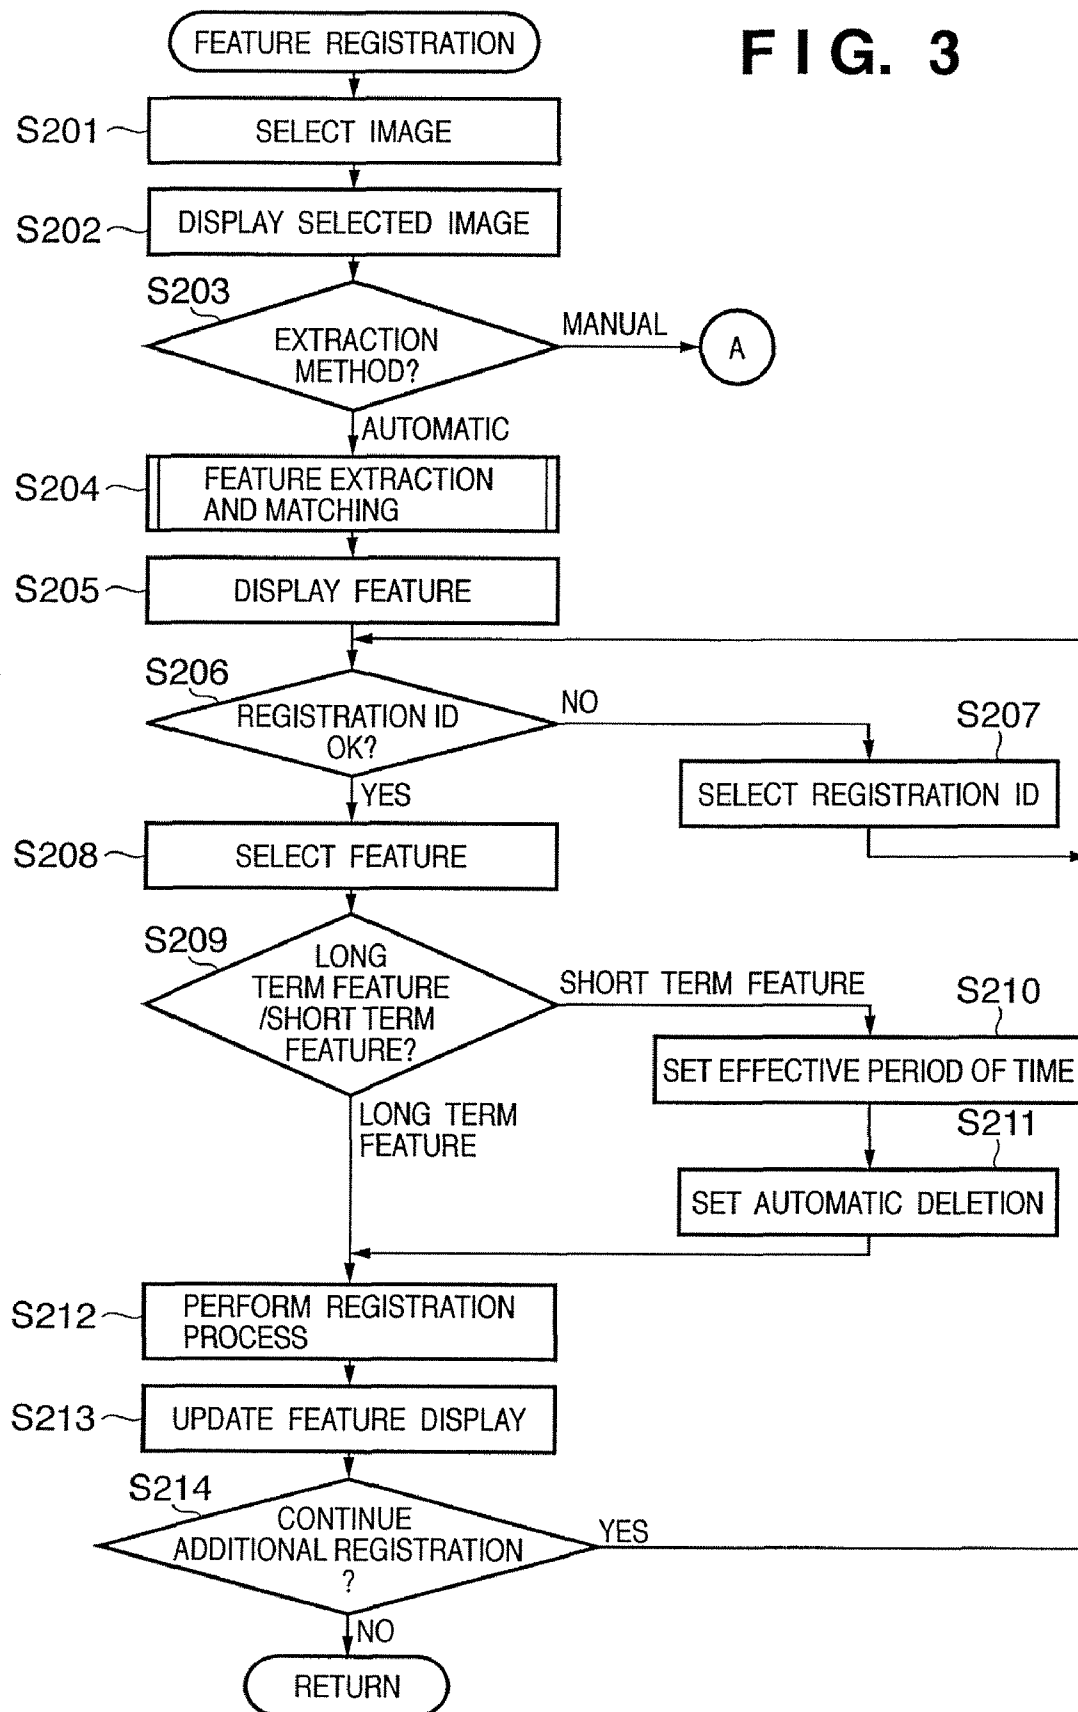 FIG. 3
FEATURE REGISTRATION
S201
SELECT IMAGE
S202
DISPLAY SELECTED IMAGE
S203
EXTRACTION
METHOD?
MANUAL
A
AUTOMATIC
S204
FEATURE EXTRACTION
AND MATCHING
S205
DISPLAY FEATURE
S206
REGISTRATION ID
OK?
NO
S207
SELECT REGISTRATION ID
YES
S208
SELECT FEATURE
S209
LONG
TERM FEATURE
/SHORT TERM
FEATURE?
SHORT TERM FEATURE
S210
SET EFFECTIVE PERIOD OF TIME
LONG TERM
FEATURE
S211
SET AUTOMATIC DELETION
S212
PERFORM REGISTRATION
PROCESS
S213
UPDATE FEATURE DISPLAY
S214
CONTINUE
ADDITIONAL REGISTRATION
?
YES
NO
RETURN